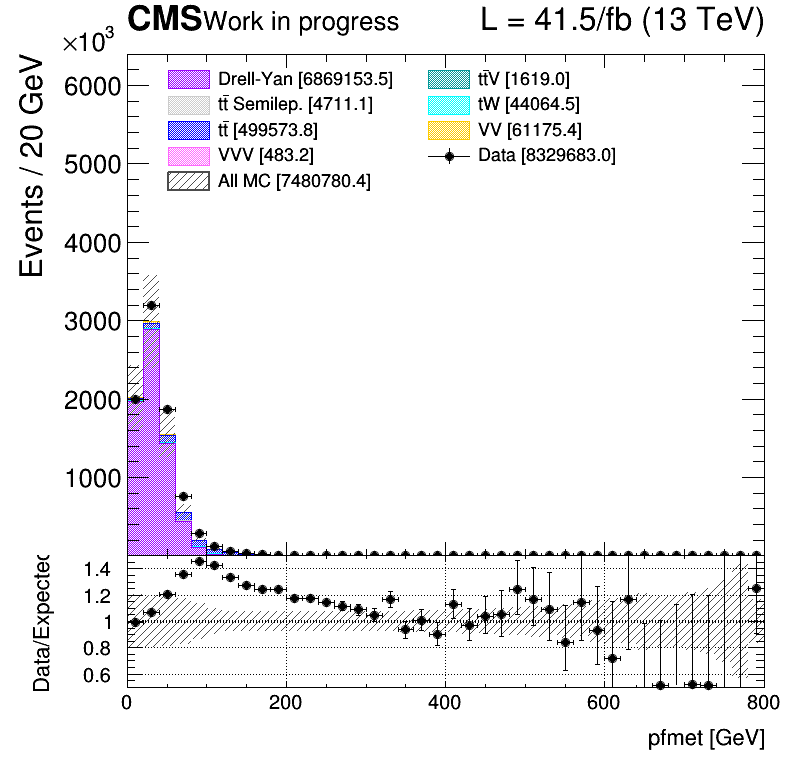 CMS Work in progress L = 41.5/fb (13 TeV)
×10³
Events / 20 GeV
6000
5000
4000
3000
2000
1000
Drell-Yan [6869153.5]
tt̄ Semilep. [4711.1]
tt̄ [499573.8]
VVV [483.2]
All MC [7480780.4]
tt̄V [1619.0]
tW [44064.5]
VV [61175.4]
Data [8329683.0]
Data/Expected
1.4
1.2
1
0.8
0.6
0 200 400 600 800
pfmet [GeV]